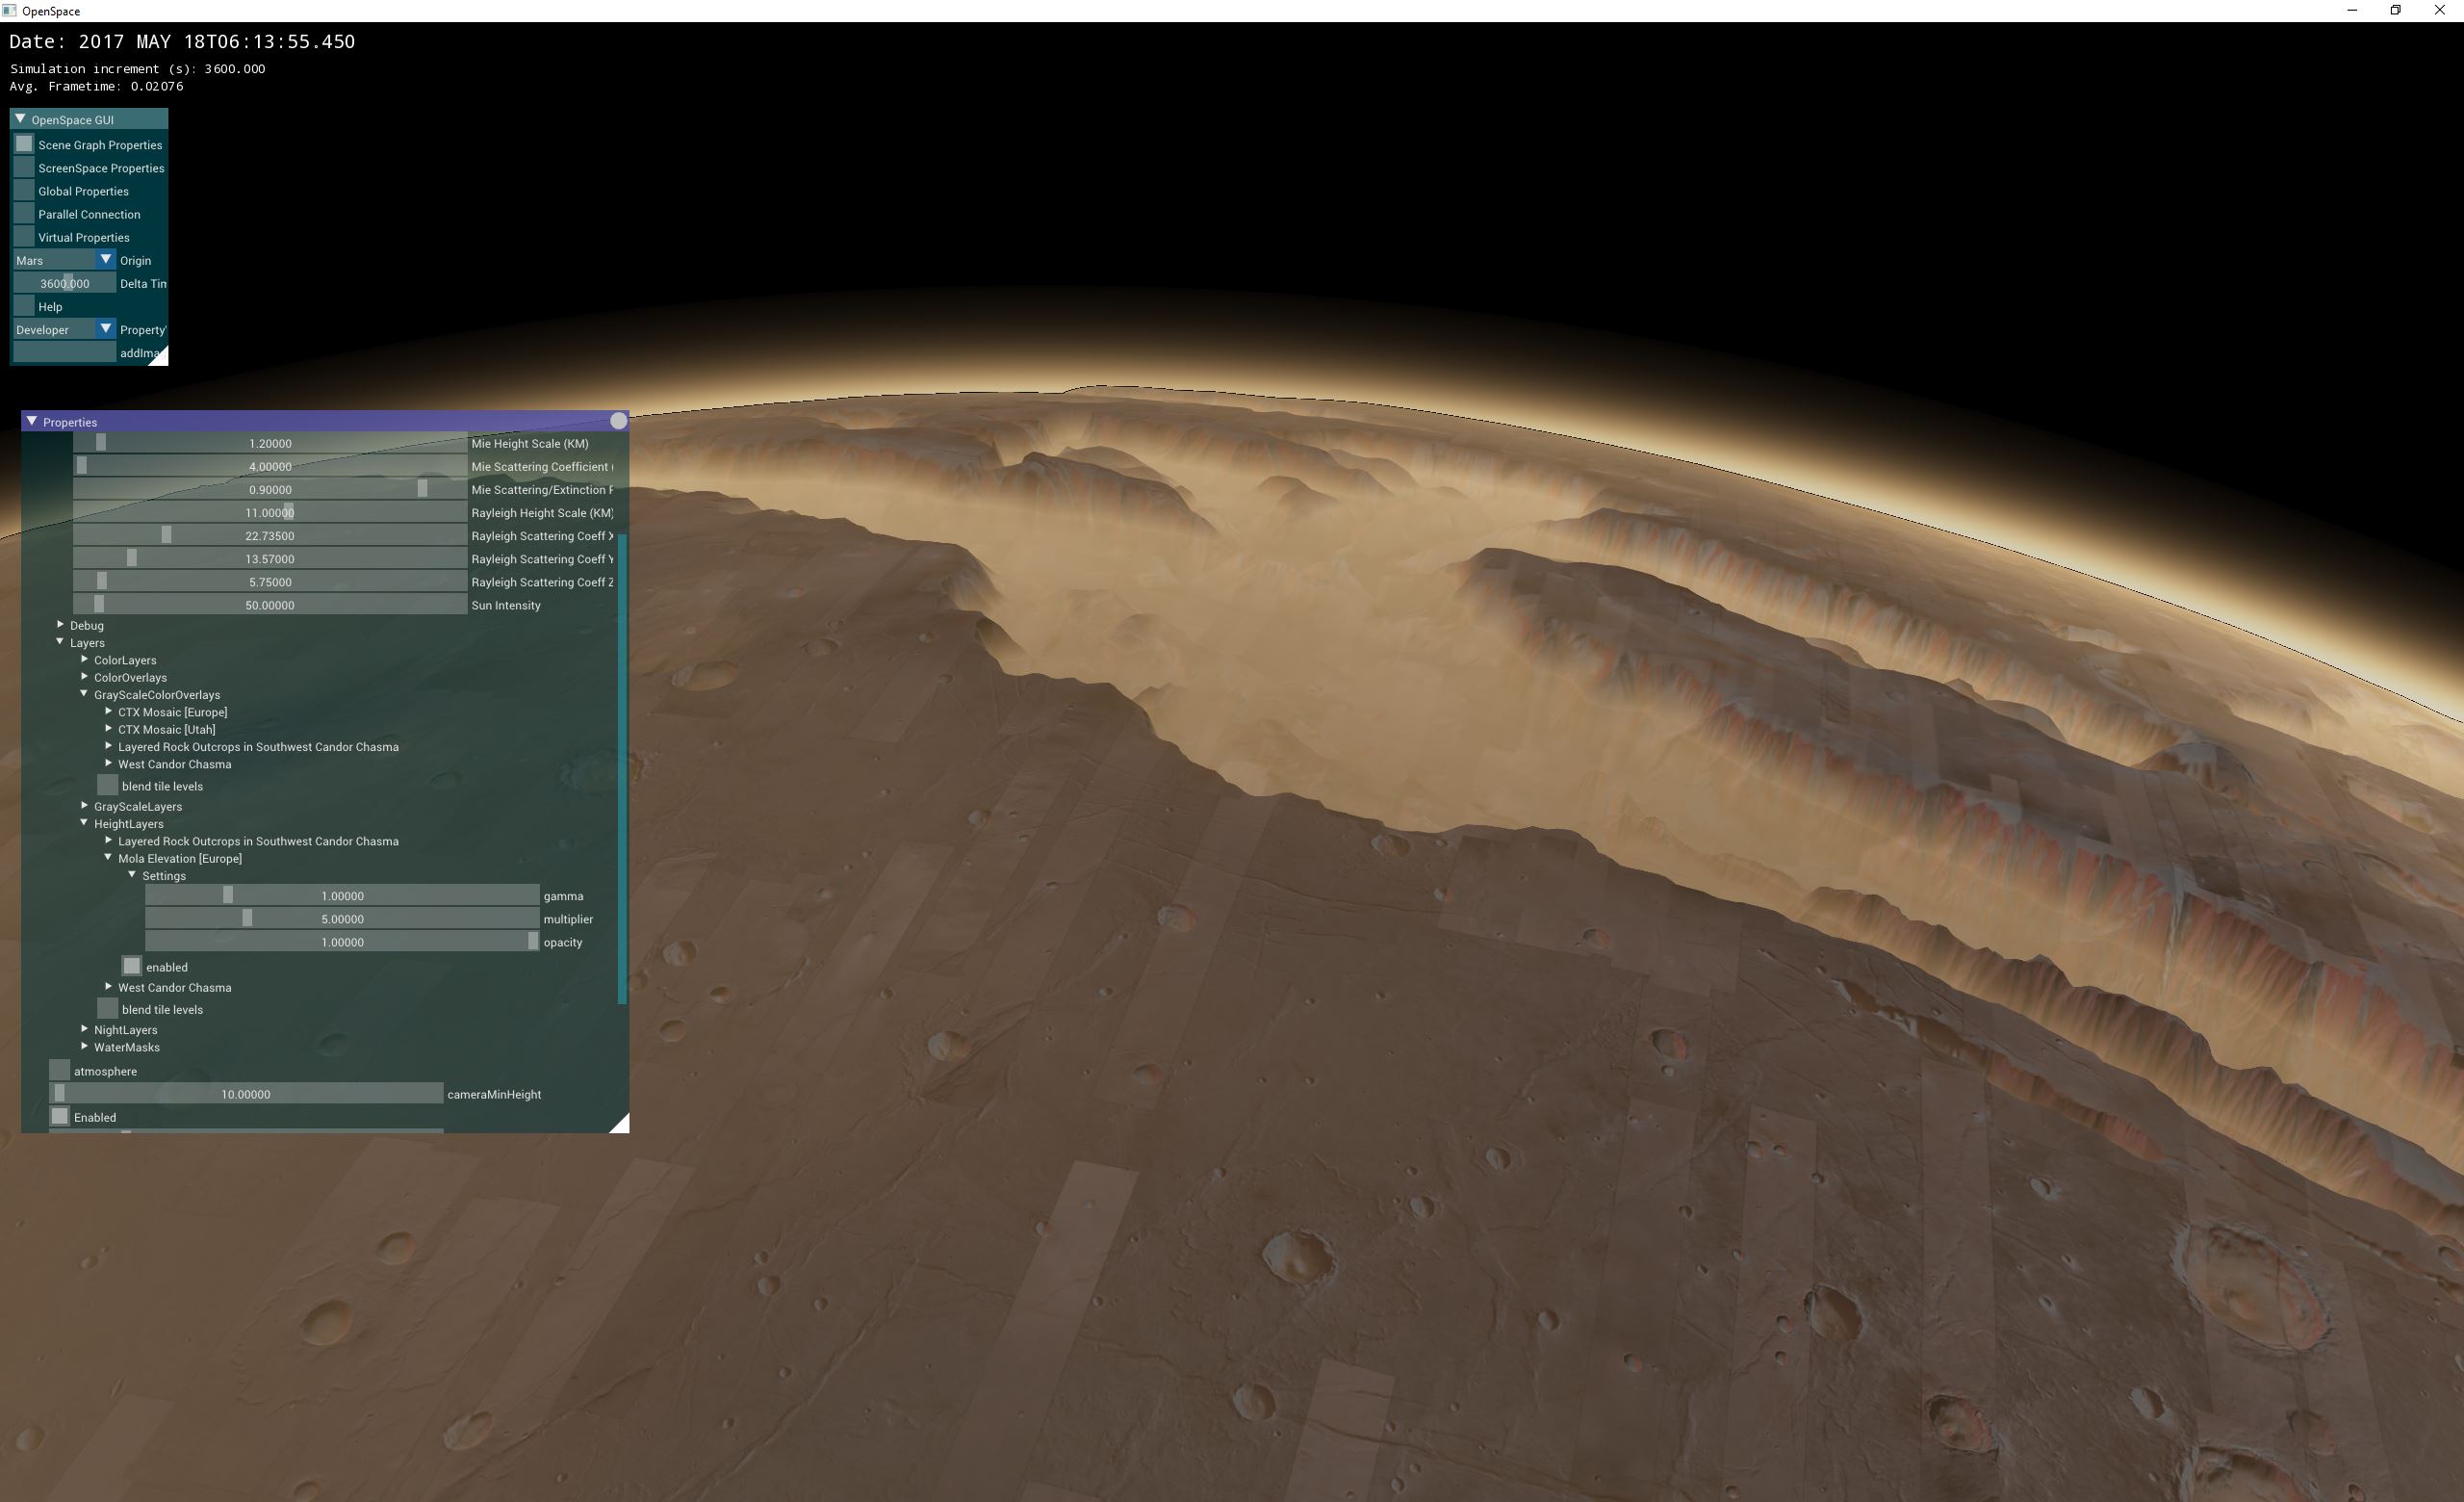 OpenSpace
Date: 2017 MAY 18T06:13:55.450
Simulation increment (s): 3600.000
Avg. Frametime: 0.02076
OpenSpace GUI
Scene Graph Properties
ScreenSpace Properties
Global Properties
Parallel Connection
Virtual Properties
Mars Origin
3600.000 Delta Tim
Help
Developer Property
addIma
Properties
1.20000 Mie Height Scale (KM)
4.00000 Mie Scattering Coefficient (
0.90000 Mie Scattering/Extinction
11.00000 Rayleigh Height Scale (KM)
22.73500 Rayleigh Scattering Coeff X
13.57000 Rayleigh Scattering Coeff Y
5.75000 Rayleigh Scattering Coeff Z
50.00000 Sun Intensity
Debug
Layers
ColorLayers
ColorOverlays
GrayScaleColorOverlays
CTX Mosaic [Europe]
CTX Mosaic [Utah]
Layered Rock Outcrops in Southwest Candor Chasma
West Candor Chasma
blend tile levels
GrayScaleLayers
HeightLayers
Layered Rock Outcrops in Southwest Candor Chasma
Mola Elevation [Europe]
Settings
1.00000 gamma
5.00000 multiplier
1.00000 opacity
enabled
West Candor Chasma
blend tile levels
NightLayers
WaterMasks
atmosphere
10.00000 cameraMinHeight
Enabled